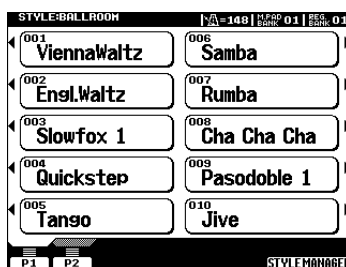 STYLE:BALLROOM =148 M.PAD BANK 01 REG. BANK 01
001 ViennaWaltz
006 Samba
002 Engl.Waltz
007 Rumba
003 Slowfox 1
008 Cha Cha Cha
004 Quickstep
009 Pasodoble 1
005 Tango
010 Jive
P1 P2 STYLE MANAGER